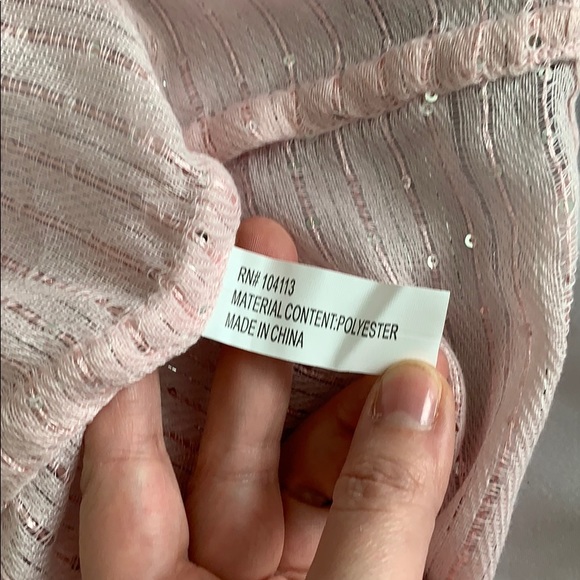 RN# 104113
MATERIAL CONTENT:POLYESTER
MADE IN CHINA